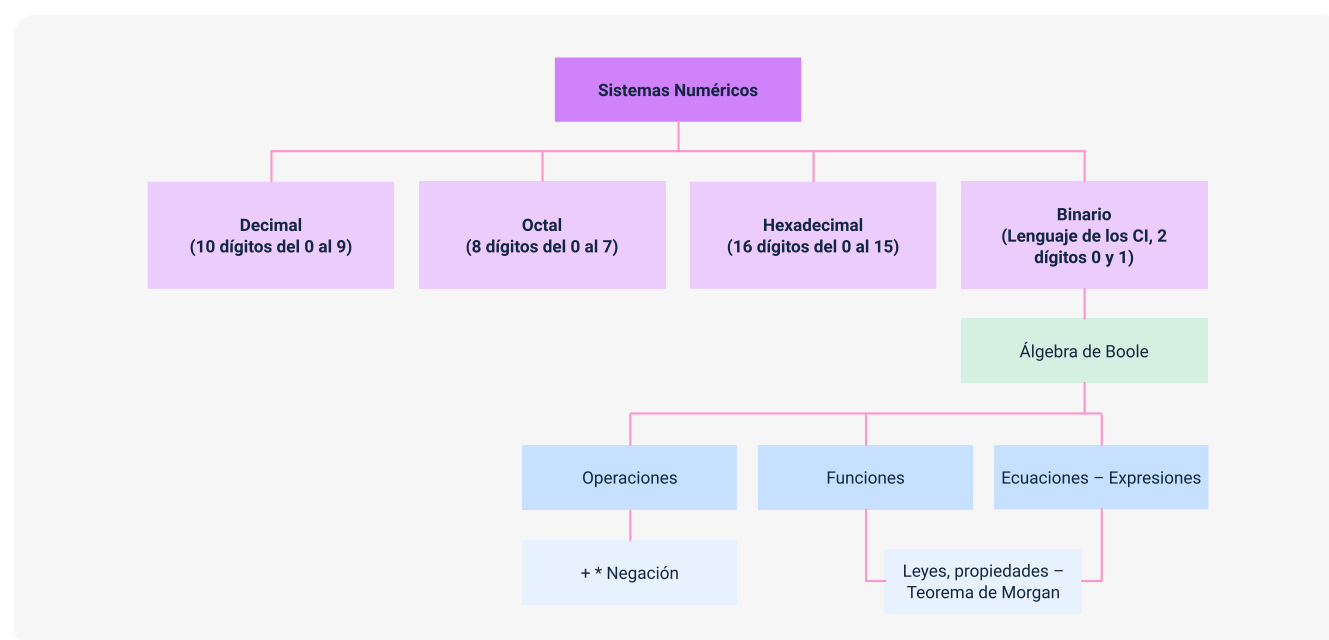 Sistemas Numéricos
Decimal
(10 dígitos del 0 al 9)
Octal
(8 dígitos del 0 al 7)
Hexadecimal
(16 dígitos del 0 al 15)
Binario
(Lenguaje de los CI, 2
dígitos 0 y 1)
Álgebra de Boole
Operaciones
Funciones
Ecuaciones – Expresiones
+ * Negación
Leyes, propiedades –
Teorema de Morgan